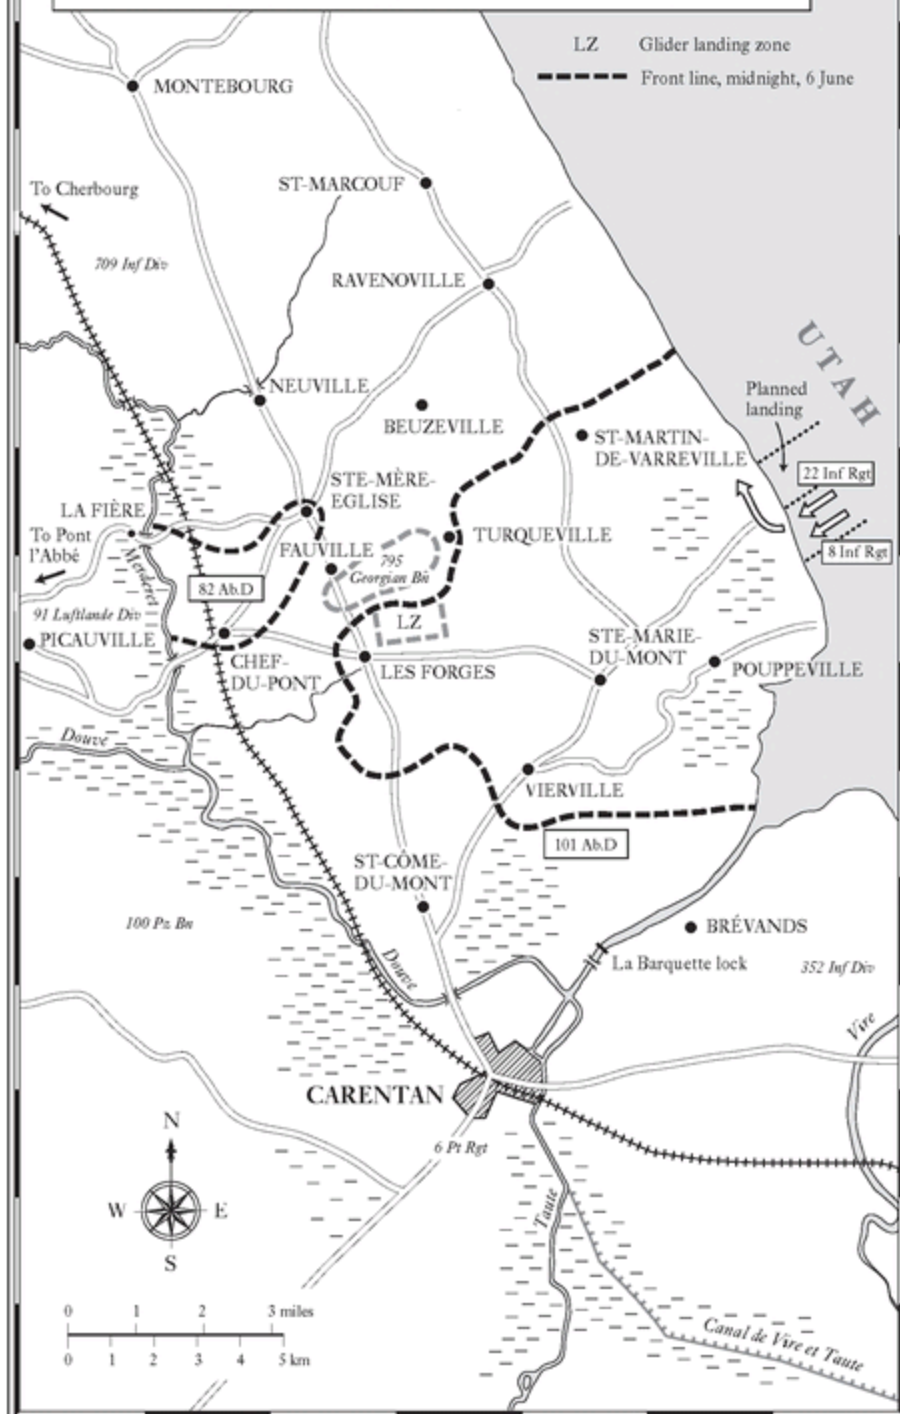 LZ Glider landing zone
Front line, midnight, 6 June
MONTEBOURG
ST-MARCOUF
To Cherbourg
709 Inf Div
RAVENOVILLE
UTAH
Planned
landing
NEUVILLE
BEUZEVILLE
ST-MARTIN-
DE-VARREVILLE
22 Inf Rgt
8 Inf Rgt
STE-MÈRE-
EGLISE
LA FIÈRE
To Pont
l'Abbé
Merderet
FAUVILLE
795
Georgian Bn
TURQUEVILLE
82 Ab.D
91 Luftlande Div
PICAUVILLE
LZ
CHEF-
DU-PONT
LES FORGES
STE-MARIE-
DU-MONT
POUPPEVILLE
Douve
VIERVILLE
101 Ab.D
ST-CÔME-
DU-MONT
100 Pz Bn
BRÉVANDS
La Barquette lock
352 Inf Div
Douve
Vire
CARENTAN
6 Pt Rgt
N
W E
S
Taute
0 1 2 3 miles
0 1 2 3 4 5 km
Canal de Vire et Taute